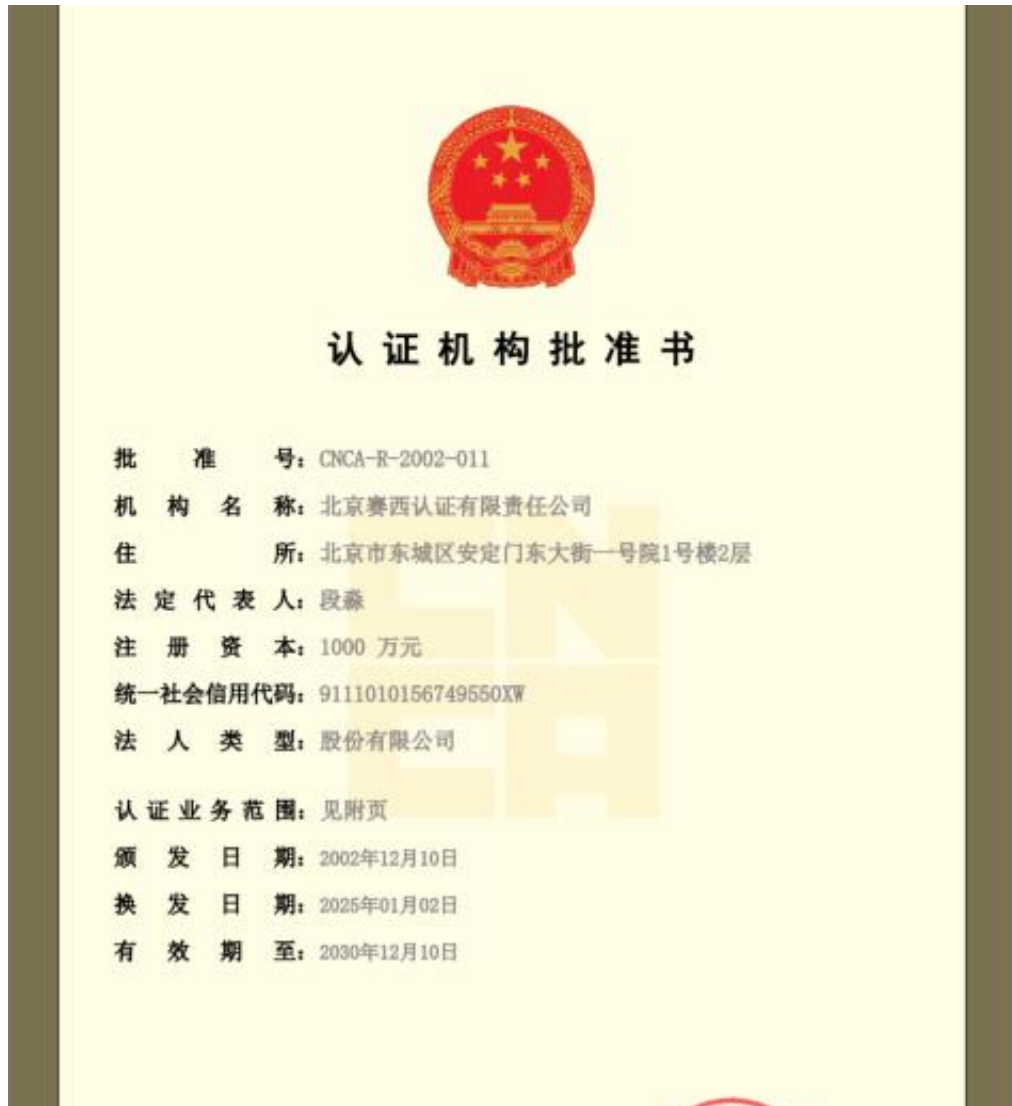 认证机构批准书
批准号：CNCA-R-2002-011
机构名称：北京赛西认证有限责任公司
住所：北京市东城区安定门东大街一号院1号楼2层
法定代表人：段淼
注册资本：1000 万元
统一社会信用代码：91110101567495500XW
法人类型：股份有限公司
认证业务范围：见附页
颁发日期：2002年12月10日
换发日期：2025年01月02日
有效期至：2030年12月10日
CNCA